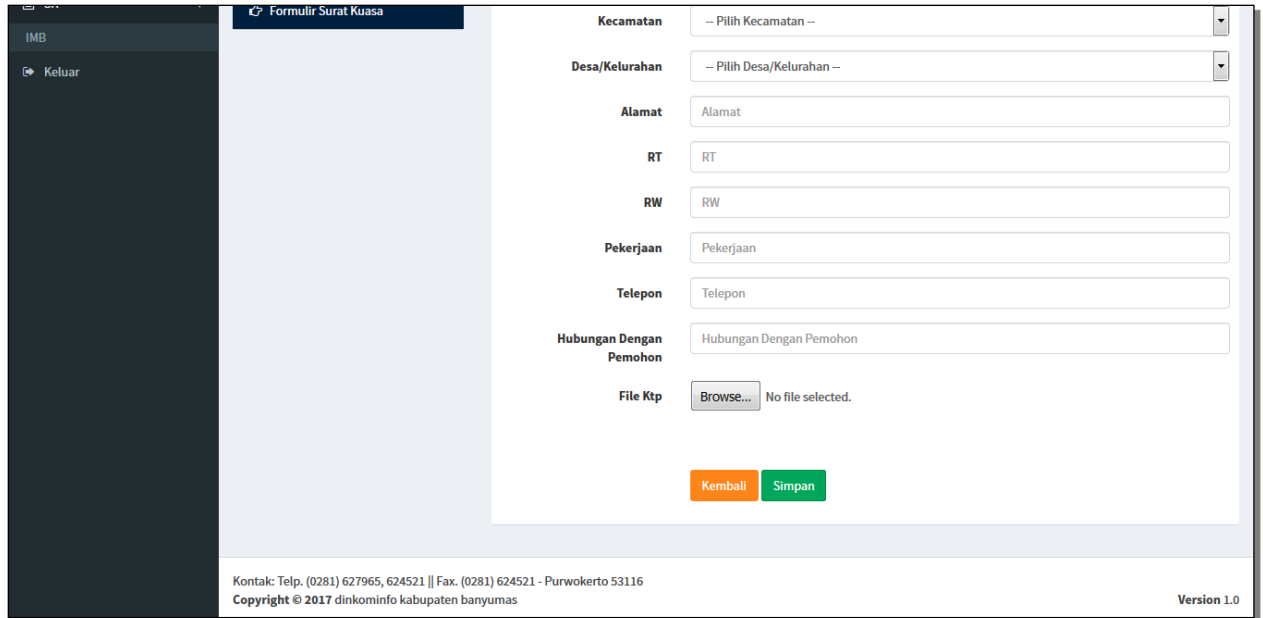 IMB
Keluar
Formulir Surat Kuasa
Kecamatan
-- Pilih Kecamatan --
Desa/Kelurahan
-- Pilih Desa/Kelurahan --
Alamat
Alamat
RT
RT
RW
RW
Pekerjaan
Pekerjaan
Telepon
Telepon
Hubungan Dengan
Pemohon
Hubungan Dengan Pemohon
File Ktp
Browse... No file selected.
Kembali Simpan
Kontak: Telp. (0281) 627965, 624521 || Fax. (0281) 624521 - Purwokerto 53116
Copyright © 2017 dinkominfo kabupaten banyumas
Version 1.0